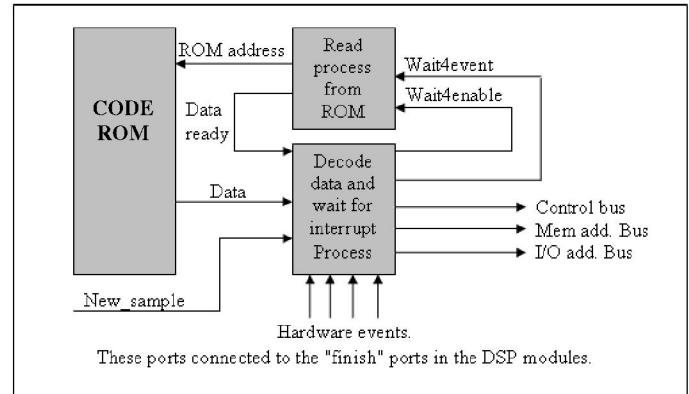 ROM address
Read
process
from
ROM
Wait4event
Wait4enable
CODE
ROM
Data
ready
Decode
data and
wait for
interrupt
Process
Data
Control bus
Mem add. Bus
I/O add. Bus
New_sample
Hardware events.
These ports connected to the "finish" ports in the DSP modules.